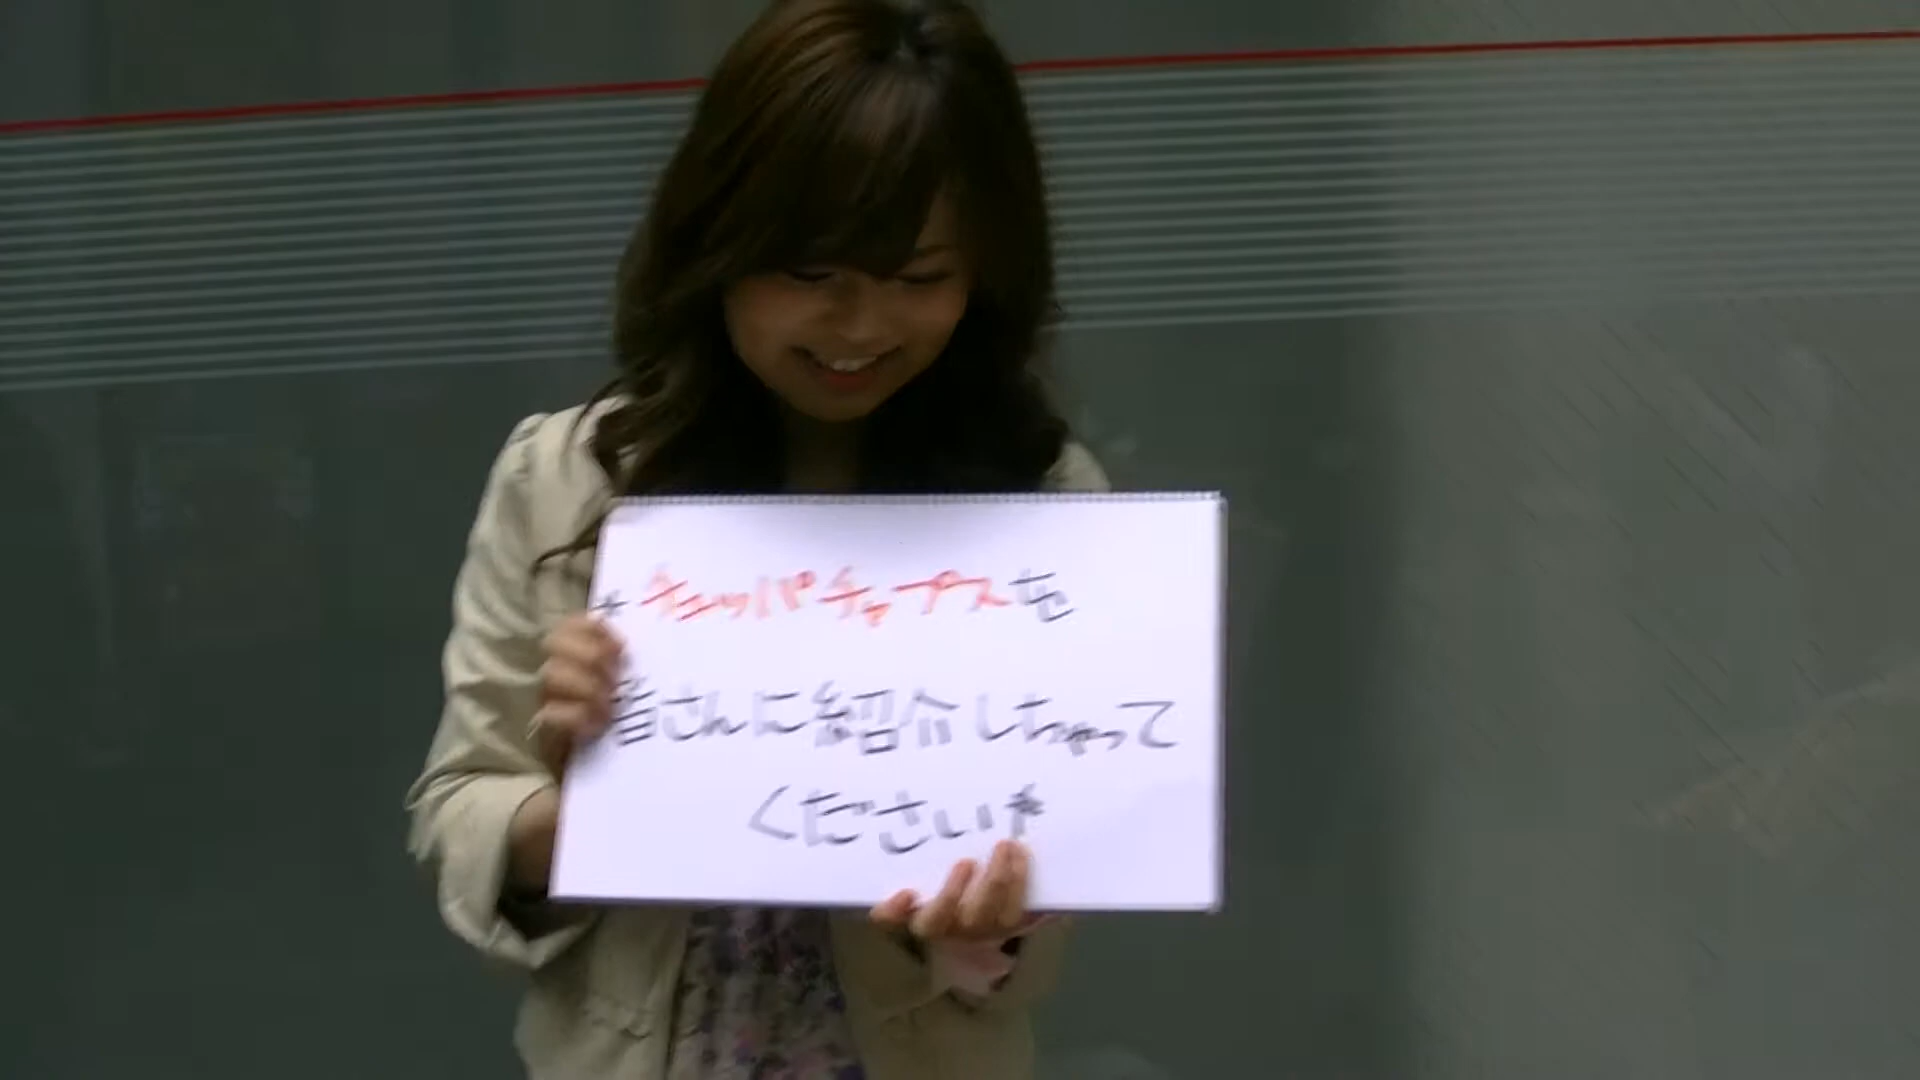 チュッパチャプスを
皆さんに紹介しちゃって
ください